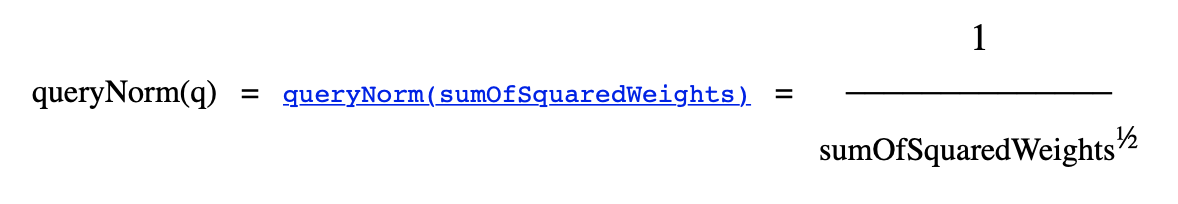 1
queryNorm(q) = queryNorm(sumOfSquaredWeights) =
sumOfSquaredWeights½